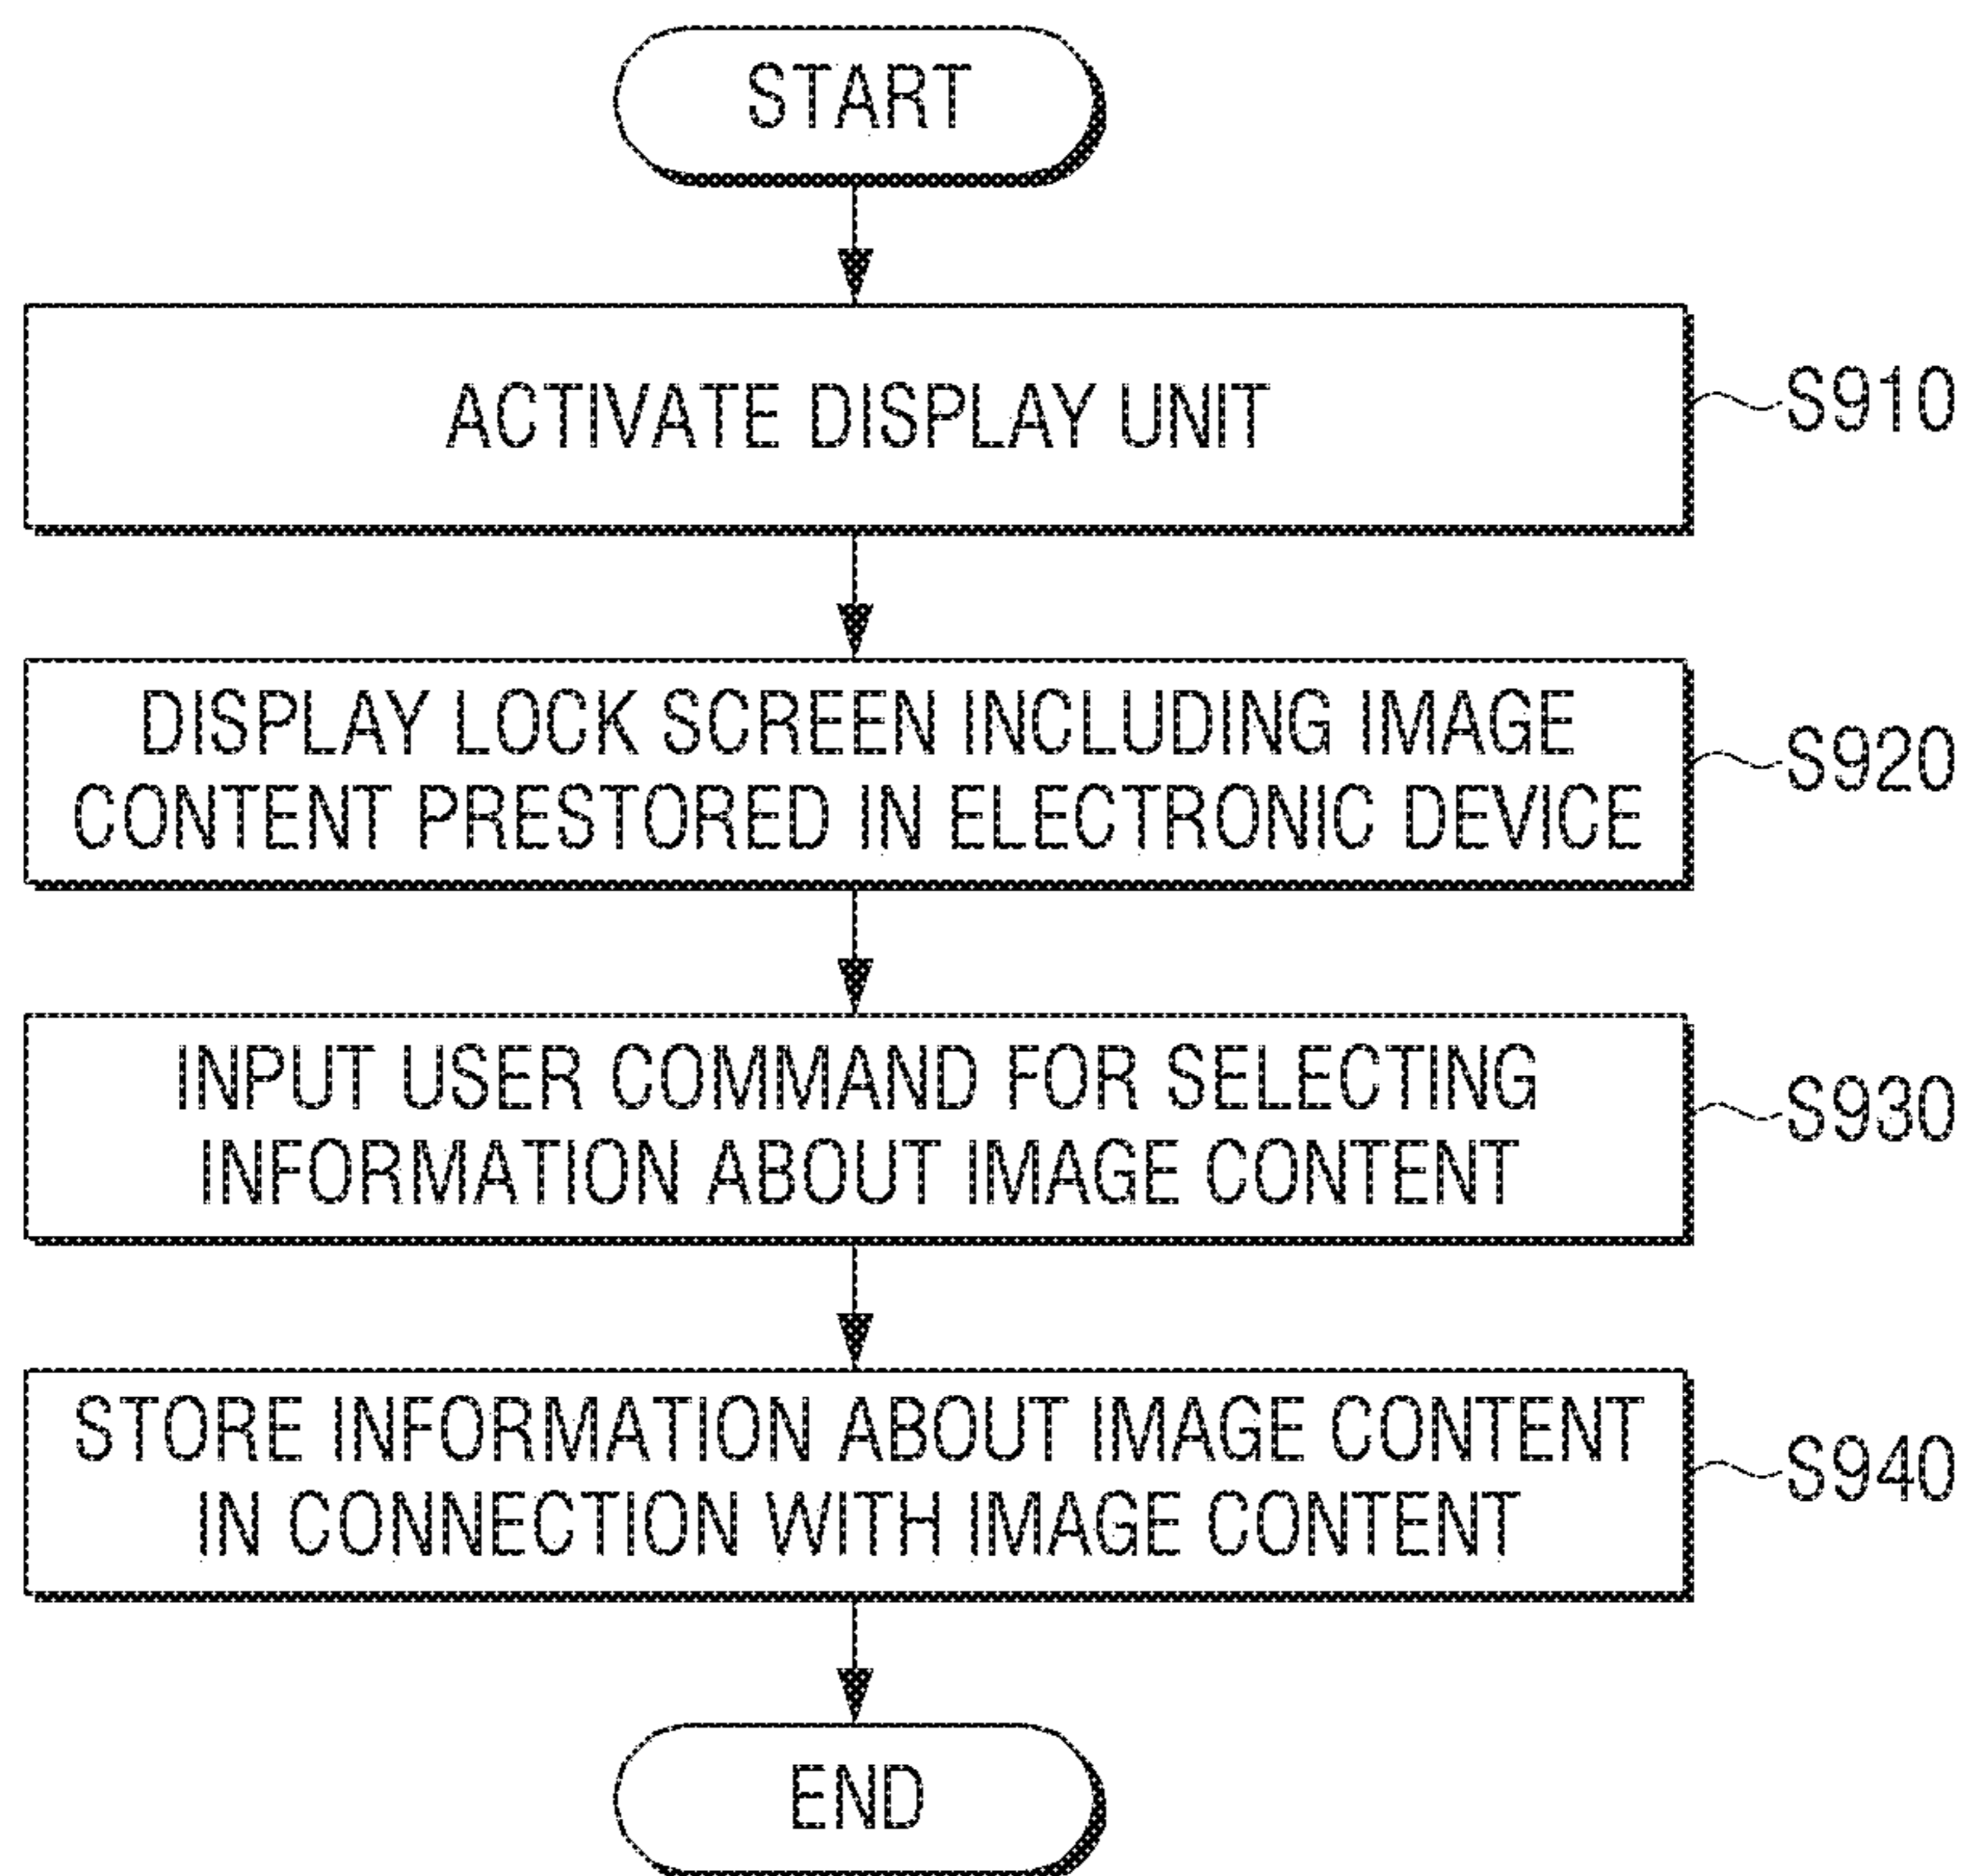 START
ACTIVATE DISPLAY UNIT
S910
DISPLAY LOCK SCREEN INCLUDING IMAGE
CONTENT PRESTORED IN ELECTRONIC DEVICE
S920
INPUT USER COMMAND FOR SELECTING
INFORMATION ABOUT IMAGE CONTENT
S930
STORE INFORMATION ABOUT IMAGE CONTENT
IN CONNECTION WITH IMAGE CONTENT
S940
END